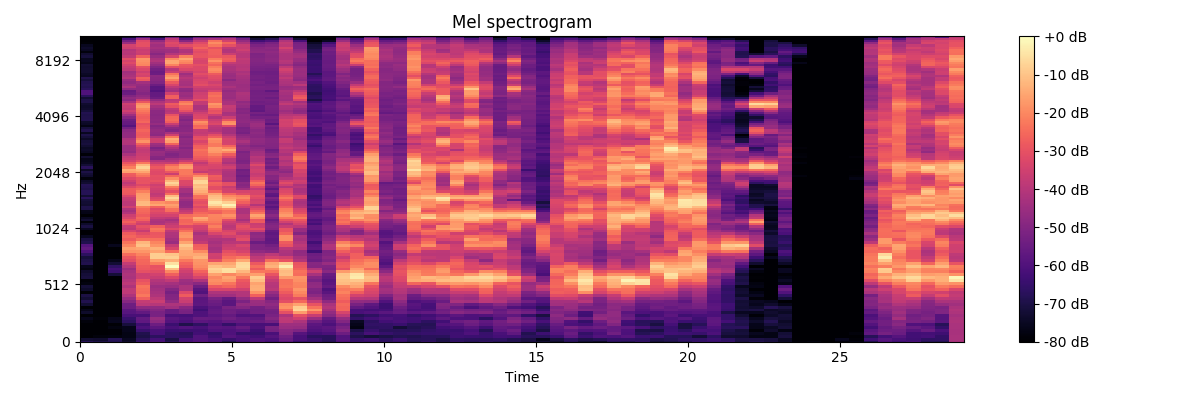 Mel spectrogram
Hz
8192
4096
2048
1024
512
0
0 5 10 15 20 25
Time
+0 dB
-10 dB
-20 dB
-30 dB
-40 dB
-50 dB
-60 dB
-70 dB
-80 dB